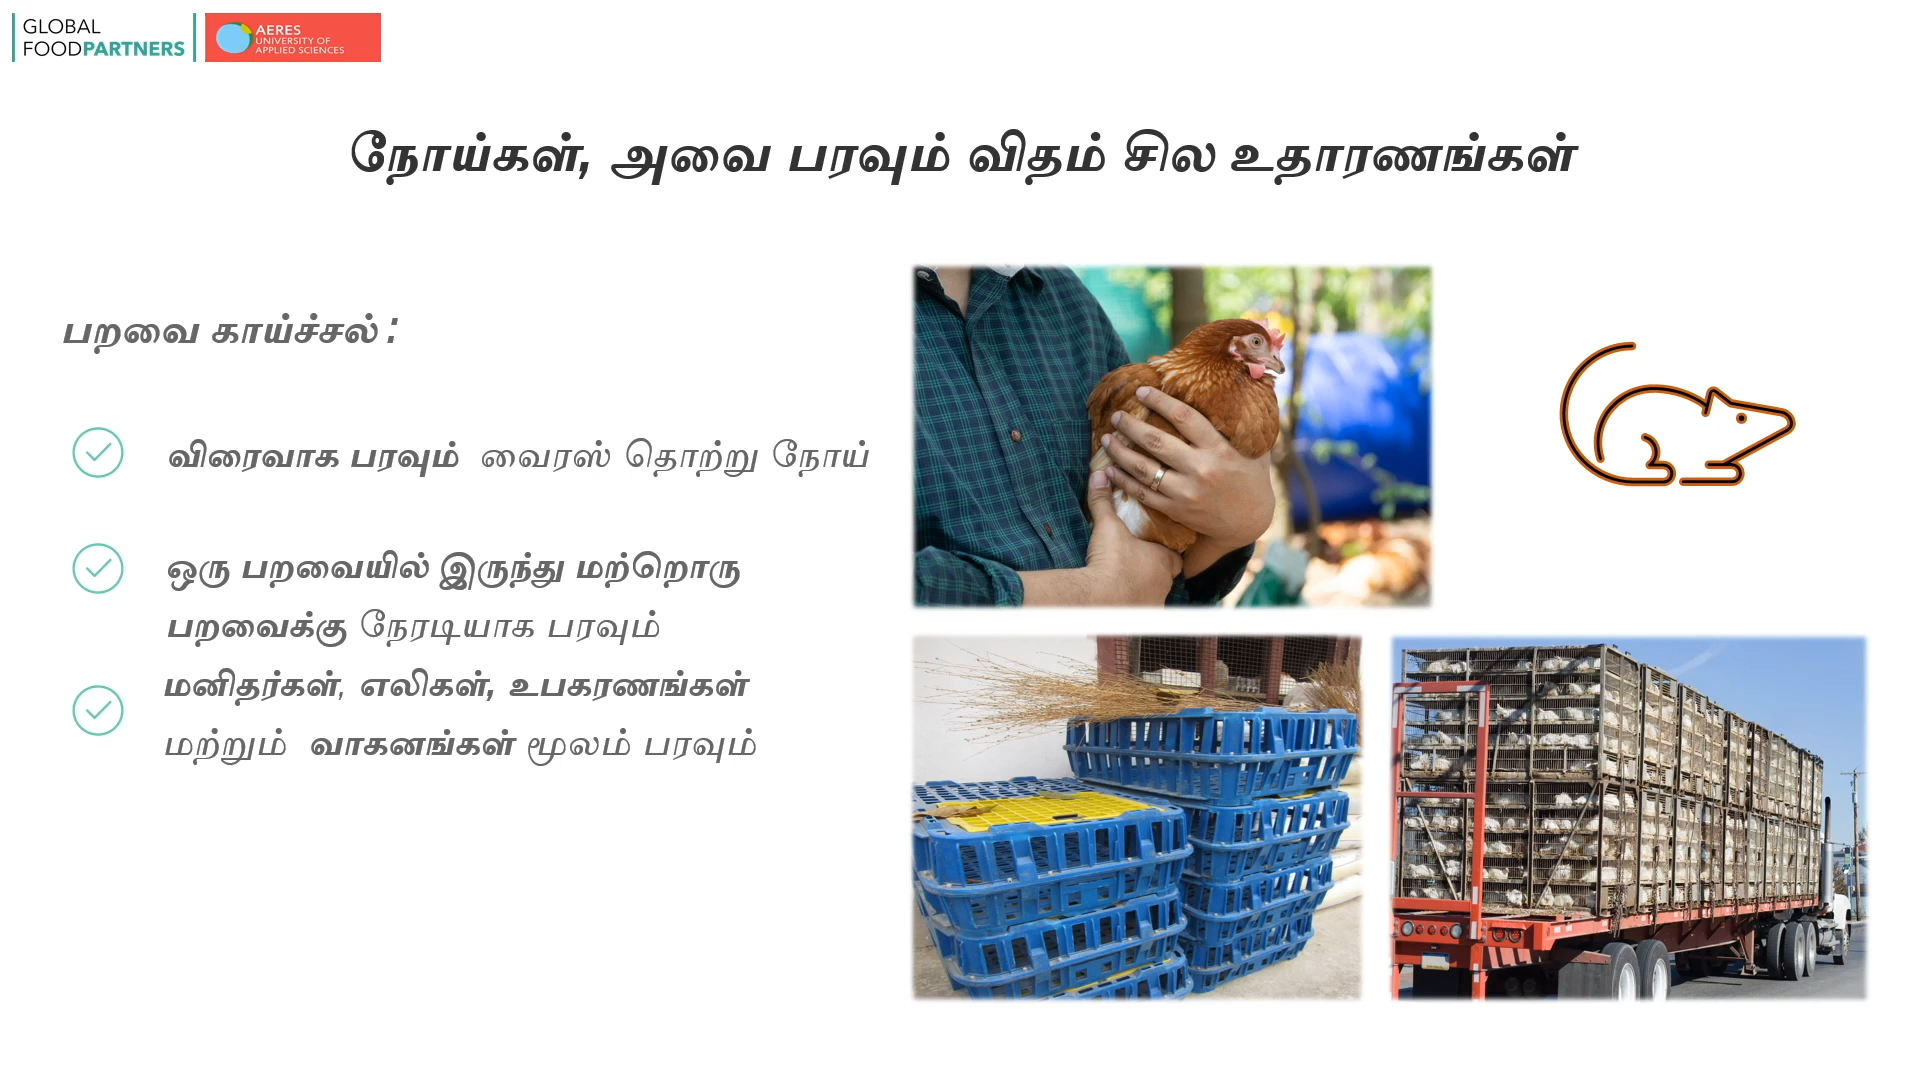 GLOBAL
FOODPARTNERS
AERES
UNIVERSITY OF
APPLIED SCIENCES
நோய்கள், அவை பரவும் விதம் சில உதாரணங்கள்
பறவை காய்ச்சல் :
விரைவாக பரவும் வைரஸ் தொற்று நோய்
ஒரு பறவையில் இருந்து மற்றொரு
பறவைக்கு நேரடியாக பரவும்
மனிதர்கள், எலிகள், உபகரணங்கள்
மற்றும் வாகனங்கள் மூலம் பரவும்